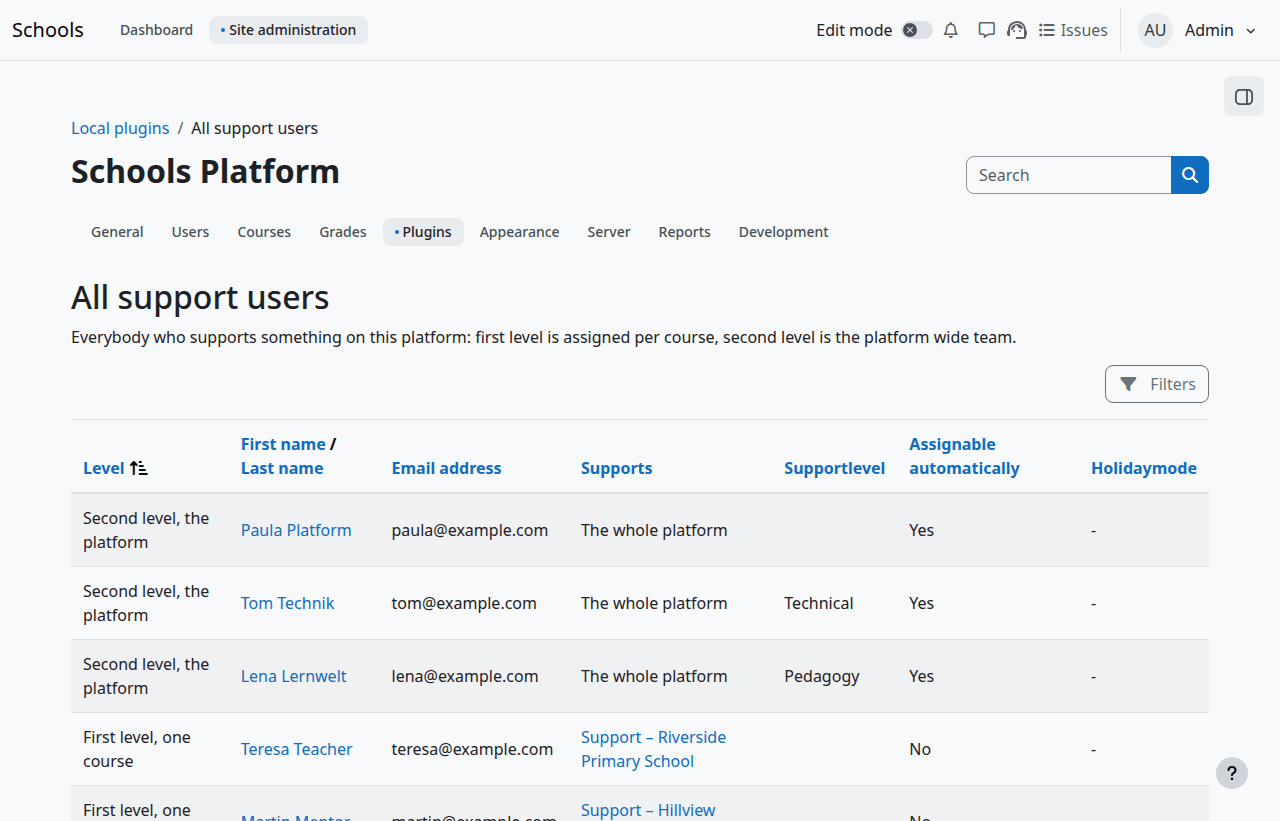 Schools
Dashboard
Site administration
Edit mode
Issues
AU
Admin
Local plugins / All support users
Schools Platform
Search
General
Users
Courses
Grades
Plugins
Appearance
Server
Reports
Development
All support users
Everybody who supports something on this platform: first level is assigned per course, second level is the platform wide team.
Filters
Level
First name /
Last name
Email address
Supports
Supportlevel
Assignable
automatically
Holidaymode
Second level, the
platform
Paula Platform
paula@example.com
The whole platform
Yes
-
Second level, the
platform
Tom Technik
tom@example.com
The whole platform
Technical
Yes
-
Second level, the
platform
Lena Lernwelt
lena@example.com
The whole platform
Pedagogy
Yes
-
First level, one
course
Teresa Teacher
teresa@example.com
Support – Riverside
Primary School
No
-
First level, one
Martin Mentor
martin@example.com
Support – Hillview
No
?